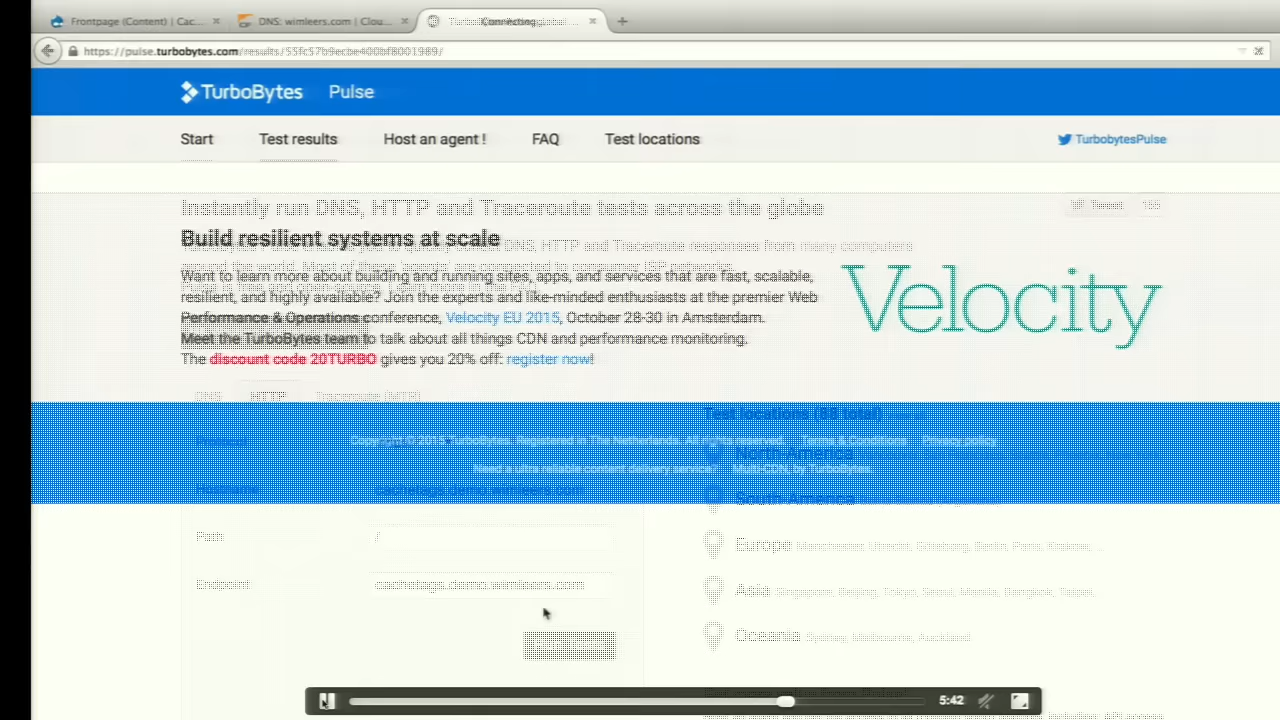 Frontpage (Content) | Cac...
DNS: wimleers.com | Clou...
Connecting...
https://pulse.turbobytes.com/results/55fc57b9ecbe400bf8001989/
TurboBytes Pulse
Start Test results Host an agent ! FAQ Test locations
TurbobytesPulse
Instantly run DNS, HTTP and Traceroute tests across the globe
Build resilient systems at scale
DNS, HTTP and Traceroute responses computers
Want to learn more about building and running sites, apps, and services that are fast, scalable,
resilient, and highly available? Join the experts and like-minded enthusiasts at the premier Web
Performance & Operations conference, Velocity EU 2015, October 28-30 in Amsterdam.
Meet the TurboBytes team to talk about all things CDN and performance monitoring.
The discount code 20TURBO gives you 20% off: register now!
Velocity
DNS HTTP Traceroute (MTR)
Test locations (88 total)
Protocol
Copyright © 2015 TurboBytes. Registered in The Netherlands. All rights reserved. Terms & Conditions Privacy policy
North America
Need a ultra reliable content delivery service? Multi-CDN, by TurboBytes.
Hostname cachetags.demo.wimleers.com
South America
Path /
Europe Manchester, Utrecht, Göteborg, Berlin, Paris,
Endpoint cachetags.demo.wimleers.com
Asia Singapore, Beijing, Tokyo, Seoul, Bangkok,
Oceania Sydney, Melbourne, Auckland
5:42